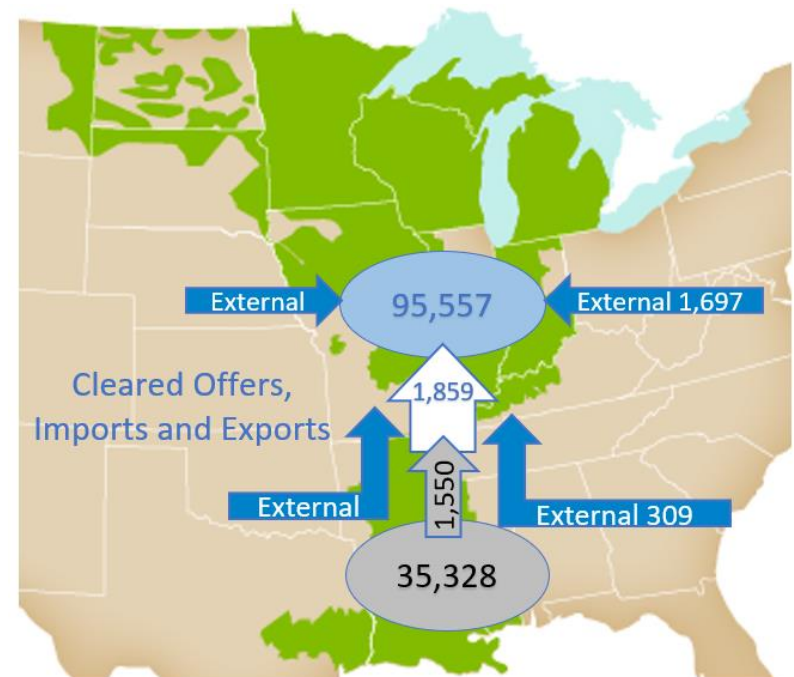 External
95,557
External 1,697
Cleared Offers,
Imports and Exports
1,859
1,550
External
External 309
35,328